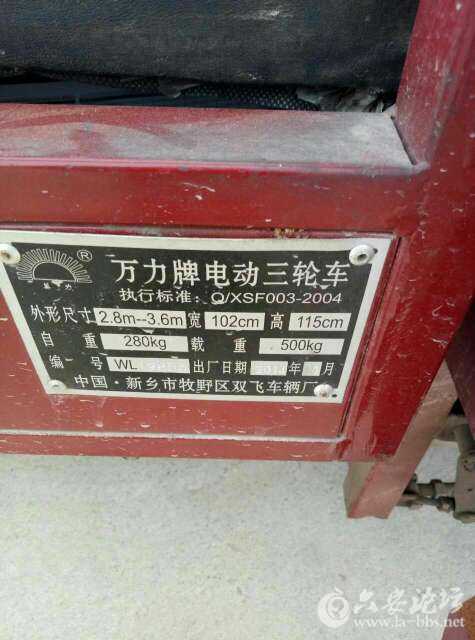 ®
万力牌电动三轮车
执行标准：Q/XSF003-2004
外形尺寸 2.8m--3.6m 宽 102cm 高 115cm
自 重 280kg 载 重 500kg
编 号 WL 出厂日期 年 月
中国·新乡市牧野区双飞车辆厂
六安论坛
www.la-bbs.net